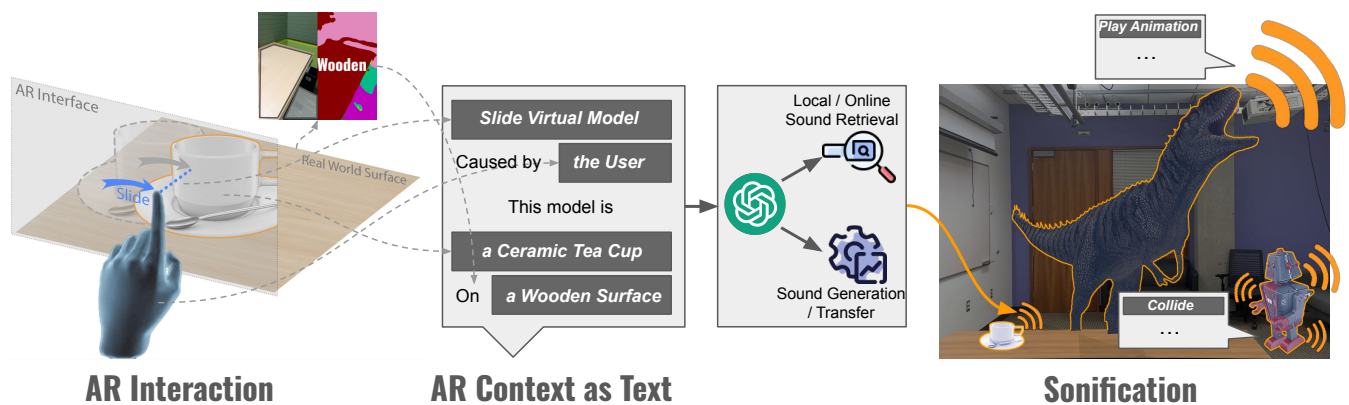 AR Interface
Wooden
Real World Surface
Slide
Slide Virtual Model
Caused by
the User
This model is
a Ceramic Tea Cup
On
a Wooden Surface
Local / Online
Sound Retrieval
Sound Generation
/ Transfer
Play Animation
...
Collide
...
AR Interaction
AR Context as Text
Sonification